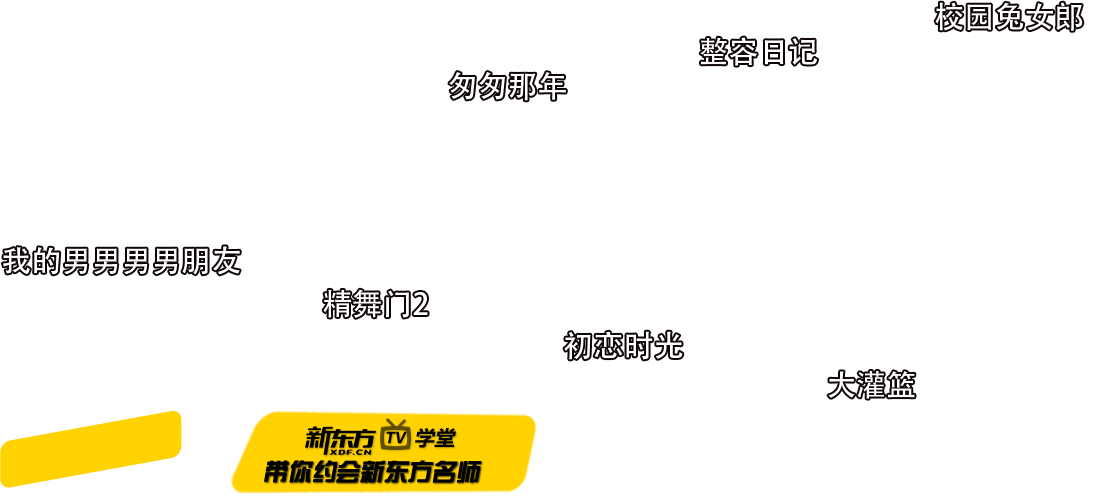 校园兔女郎
整容日记
匆匆那年
我的男男男男朋友
精舞门2
初恋时光
大灌篮
新东方 XDF.CN TV 学堂
带你约会新东方名师